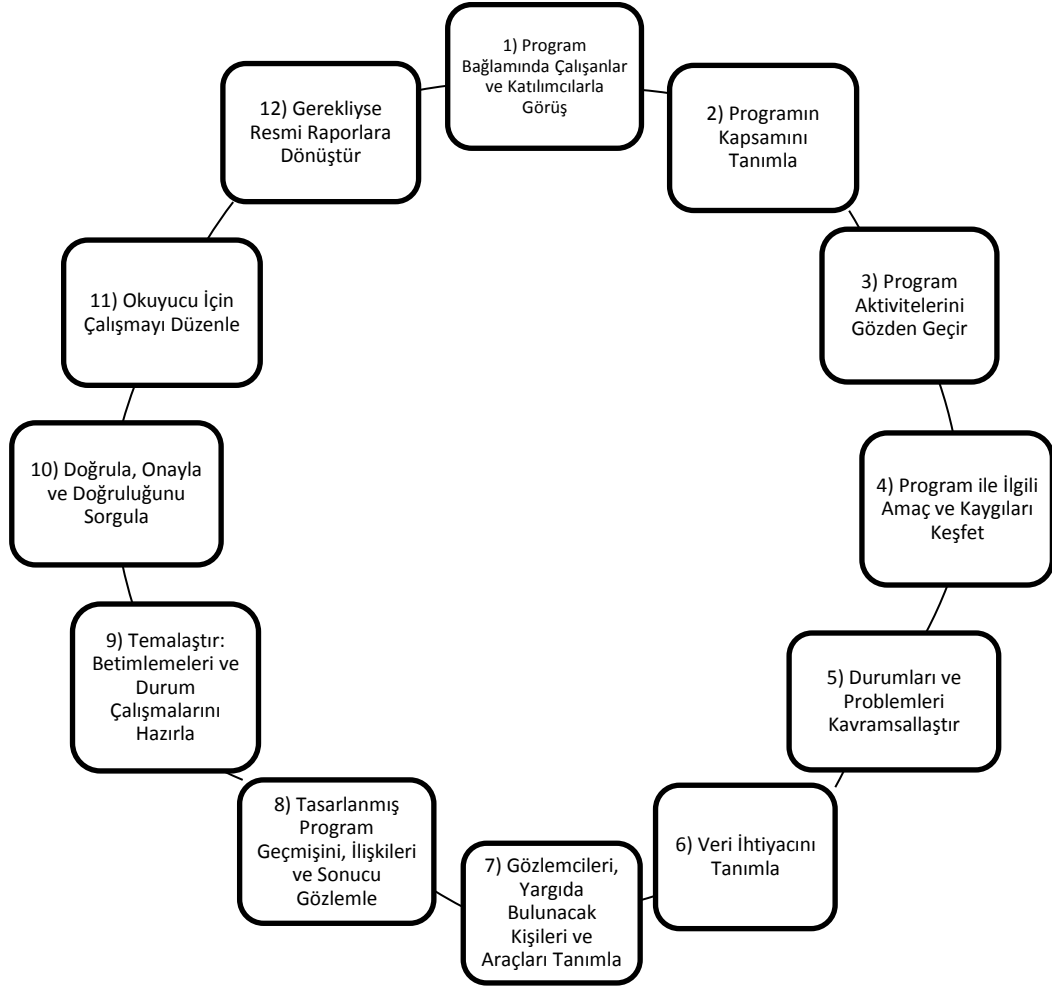 1) Program
Bağlamında Çalışanlar
ve Katılımcılarla
Görüş
2) Programın
Kapsamını
Tanımla
3) Program
Aktivitelerini
Gözden Geçir
4) Program ile İlgili
Amaç ve Kaygıları
Keşfet
5) Durumları ve
Problemleri
Kavramsallaştır
6) Veri İhtiyacını
Tanımla
7) Gözlemcileri,
Yargıda
Bulunacak
Kişileri ve
Araçları Tanımla
8) Tasarlanmış
Program
Geçmişini, İlişkileri
ve Sonucu
Gözlemle
9) Temalaştır:
Betimlemeleri ve
Durum
Çalışmalarını
Hazırla
10) Doğrula, Onayla
ve Doğruluğunu
Sorgula
11) Okuyucu İçin
Çalışmayı Düzenle
12) Gerekliyse
Resmi Raporlara
Dönüştür